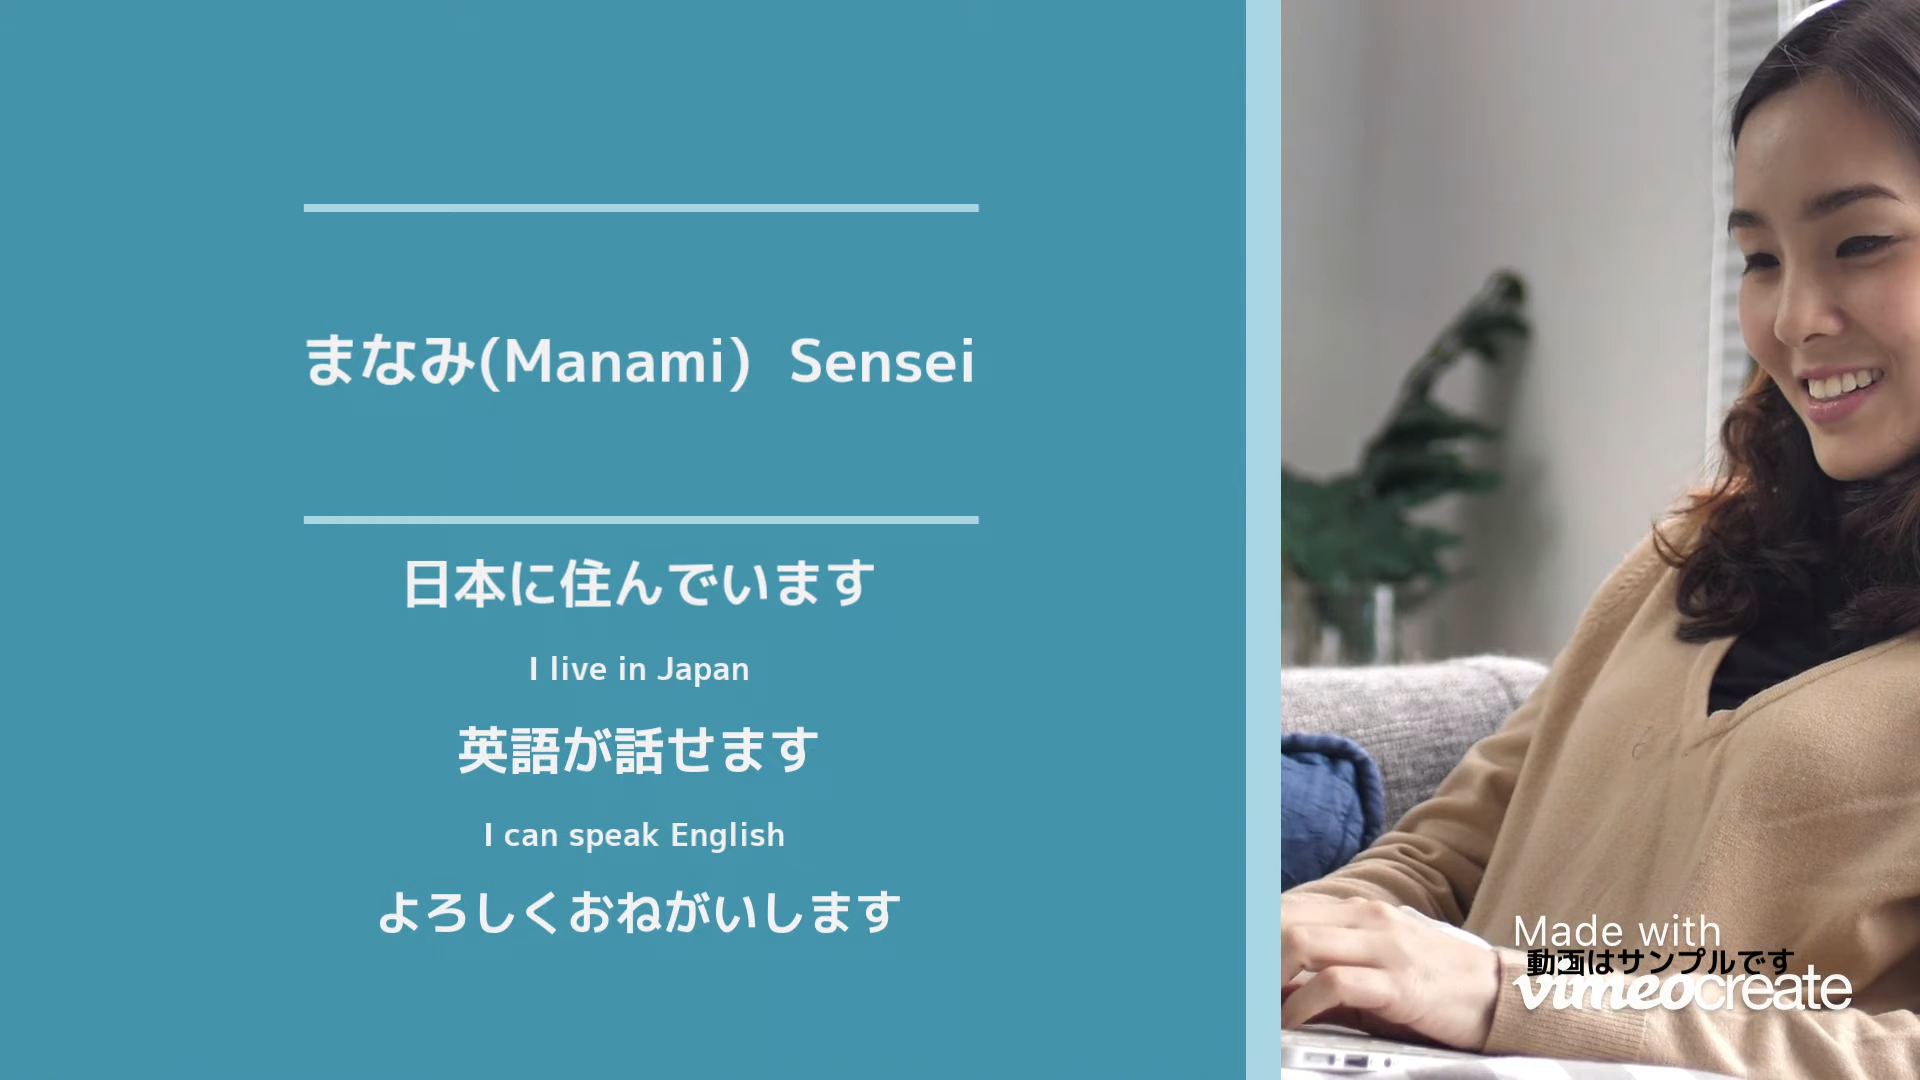 まなみ(Manami) Sensei
日本に住んでいます
I live in Japan
英語が話せます
I can speak English
よろしくおねがいします
Made with
動画はサンプルです
vimeocreate